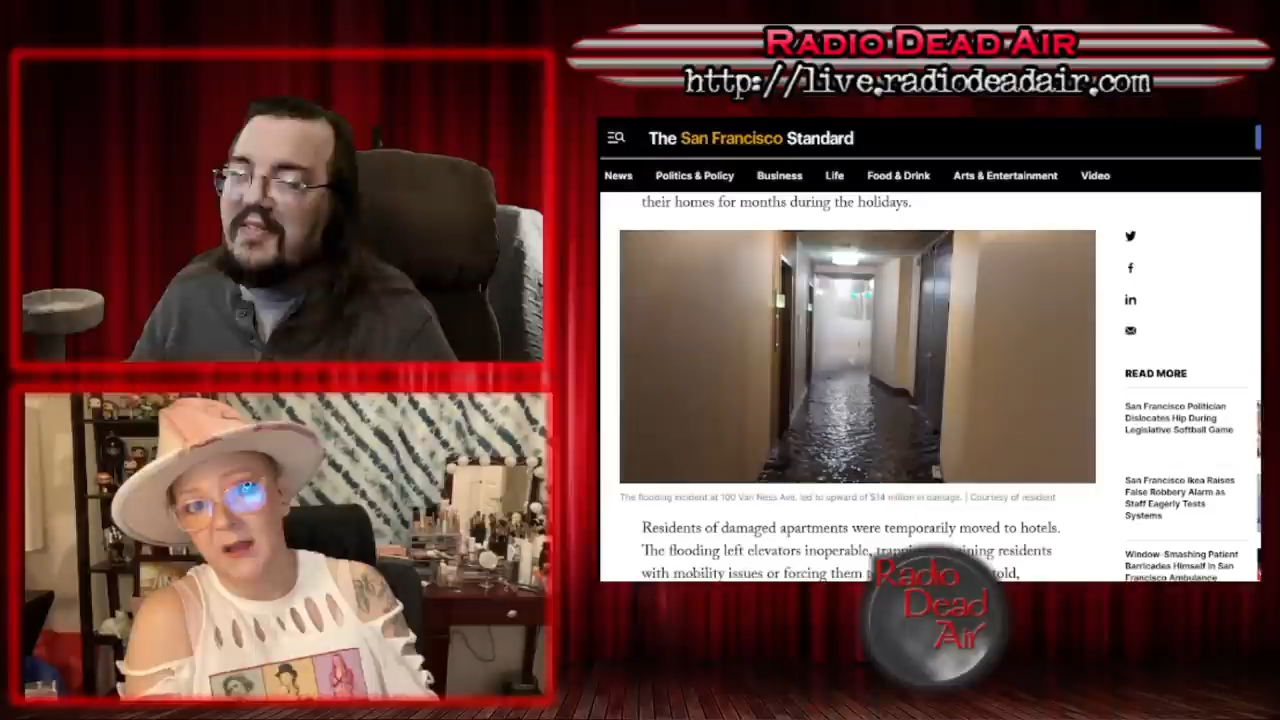 Radio Dead Air
http://live.radiodeadair.com
The San Francisco Standard
News Politics & Policy Business Life Food & Drink Arts & Entertainment Video
their homes for months during the holidays.
The flooding incident at 100 Van Ness Ave. led to upward of $14 million in damage. | Courtesy of resident
Residents of damaged apartments were temporarily moved to hotels.
The flooding left elevators inoperable, residents
with mobility issues or forcing them told,
READ MORE
San Francisco Politician
Dislocates Hip During
Legislative Softball Game
San Francisco Ikea Raises
False Robbery Alarm as
Staff Eagerly Tests
Systems
Window-Smashing Patient
Barricades Himself in San
Francisco Ambulance
Radio
Dead
Air